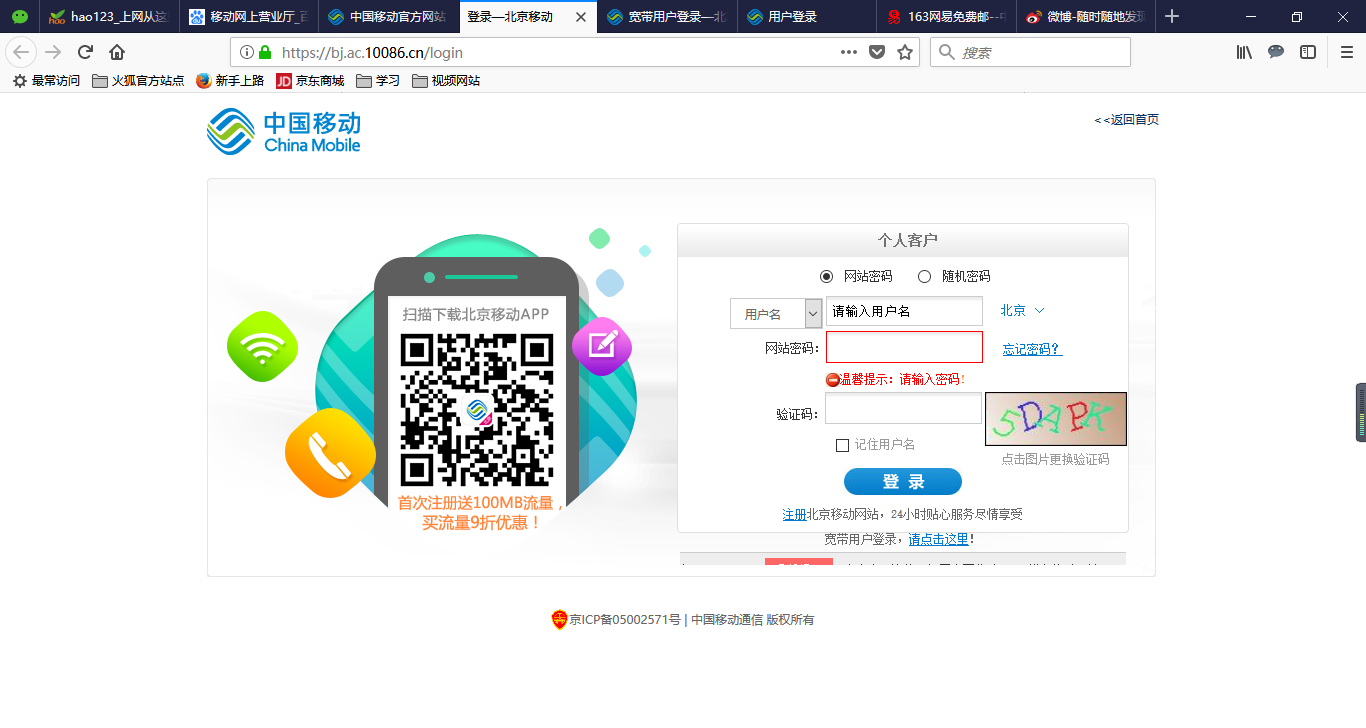 hao123_上网从这
移动网上营业厅_百
中国移动官方网站
登录—北京移动
宽带用户登录—北
用户登录
163网易免费邮--中
微博-随时随地发现
https://bj.ac.10086.cn/login
搜索
最常访问 火狐官方站点 新手上路 JD 京东商城 学习 视频网站
中国移动
China Mobile
<<返回首页
扫描下载北京移动APP
首次注册送100MB流量，
买流量9折优惠！
个人客户
网站密码 随机密码
用户名 请输入用户名 北京
网站密码： 忘记密码？
温馨提示：请输入密码！
验证码： SDAPK
记住用户名 点击图片更换验证码
登 录
注册北京移动网站，24小时贴心服务尽情享受
宽带用户登录，请点击这里！
京ICP备05002571号 | 中国移动通信 版权所有